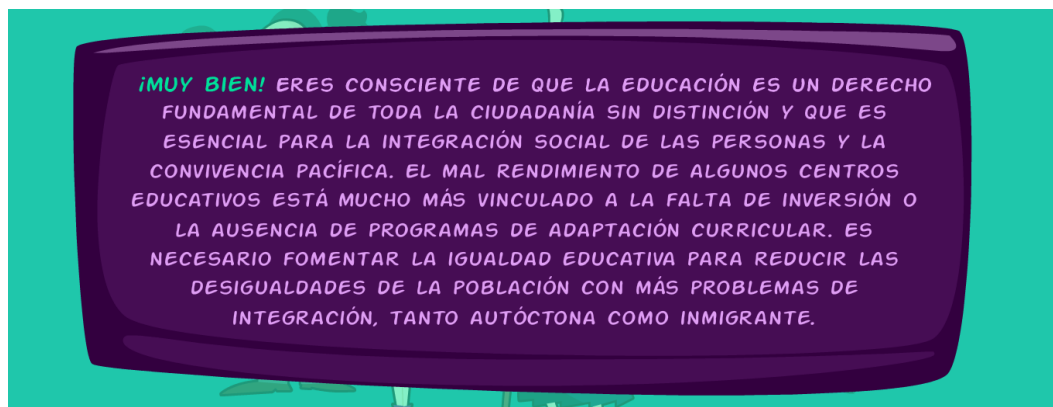 ¡MUY BIEN! ERES CONSCIENTE DE QUE LA EDUCACIÓN ES UN DERECHO
FUNDAMENTAL DE TODA LA CIUDADANÍA SIN DISTINCIÓN Y QUE ES
ESENCIAL PARA LA INTEGRACIÓN SOCIAL DE LAS PERSONAS Y LA
CONVIVENCIA PACÍFICA. EL MAL RENDIMIENTO DE ALGUNOS CENTROS
EDUCATIVOS ESTÁ MUCHO MÁS VINCULADO A LA FALTA DE INVERSIÓN O
LA AUSENCIA DE PROGRAMAS DE ADAPTACIÓN CURRICULAR. ES
NECESARIO FOMENTAR LA IGUALDAD EDUCATIVA PARA REDUCIR LAS
DESIGUALDADES DE LA POBLACIÓN CON MÁS PROBLEMAS DE
INTEGRACIÓN, TANTO AUTÓCTONA COMO INMIGRANTE.